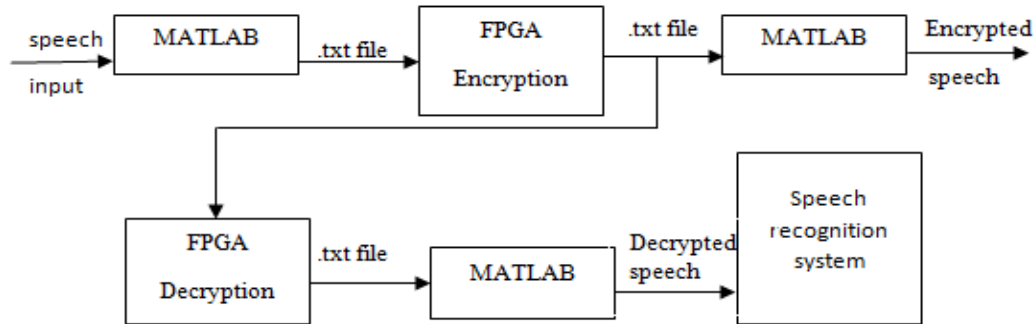 speech
input
MATLAB
.txt file
FPGA
Encryption
.txt file
MATLAB
Encrypted
speech
FPGA
Decryption
.txt file
MATLAB
Decrypted
speech
Speech
recognition
system